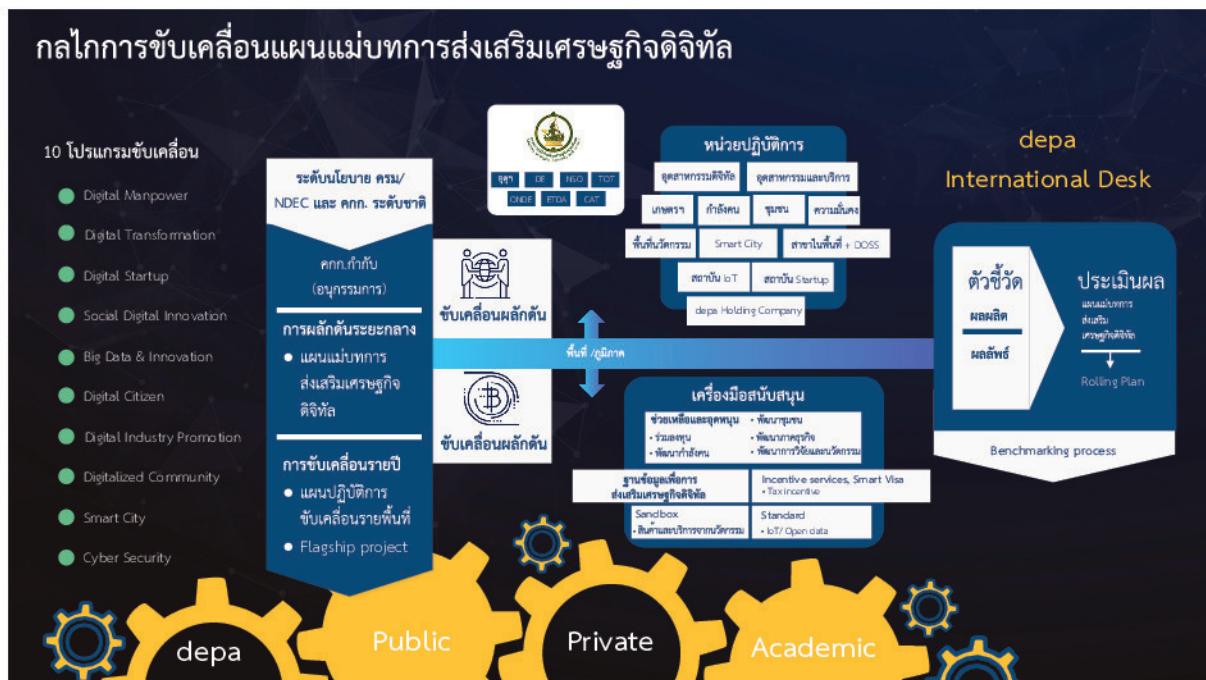 กลไกการขับเคลื่อนแผนแม่บทการส่งเสริมเศรษฐกิจดิจิทัล
10 โปรแกรมขับเคลื่อน
Digital Manpower
Digital Transformation
Digital Startup
Social Digital Innovation
Big Data & Innovation
Digital Citizen
Digital Industry Promotion
Digitalized Community
Smart City
Cyber Security
ระดับนโยบาย ครม/
NDEC และ คกก. ระดับชาติ
คกก.กำกับ
(อนุกรรมการ)
การผลักดันระยะกลาง
● แผนแม่บทการ
ส่งเสริมเศรษฐกิจ
ดิจิทัล
การขับเคลื่อนรายปี
● แผนปฏิบัติการ
ขับเคลื่อนรายพื้นที่
● Flagship project
DE NSO TOT
ONDE ETDA CAT
ขับเคลื่อนผลักดัน
ขับเคลื่อนผลักดัน
พื้นที่ /ภูมิภาค
หน่วยปฏิบัติการ
อุตสาหกรรมดิจิทัล อุตสาหกรรมและบริการ
เกษตรฯ กำลังคน ชุมชน ความมั่นคง
พื้นที่นวัตกรรม Smart City สาขาในพื้นที่ + DOSS
สถาบัน IoT สถาบัน Startup
depa Holding Company
เครื่องมือสนับสนุน
ช่วยเหลือและอุดหนุน
• ร่วมลงทุน
• พัฒนากำลังคน
• พัฒนาชุมชน
• พัฒนาภาคธุรกิจ
• พัฒนาการวิจัยและนวัตกรรม
ฐานข้อมูลเพื่อการ
ส่งเสริมเศรษฐกิจดิจิทัล
Incentive services, Smart Visa
• Tax incentive
Sandbox
• สินค้าและบริการจากนวัตกรรม
Standard
• IoT/ Open data
depa
International Desk
ตัวชี้วัด
ผลผลิต
ผลลัพธ์
ประเมินผล
แผนแม่บทการ
ส่งเสริม
เศรษฐกิจดิจิทัล
Rolling Plan
Benchmarking process
depa
Public
Private
Academic